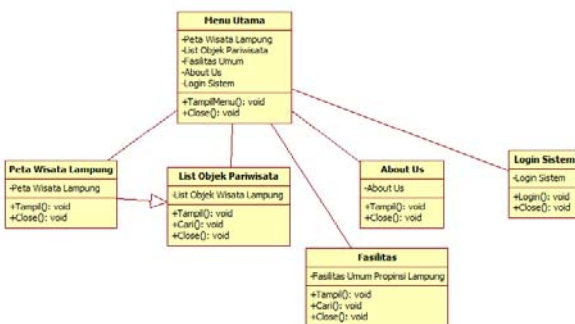 Menu Utama
-Peta Wisata Lampung
-List Objek Pariwisata
-Fasilitas Umum
-About Us
-Login Sistem
+TampilMenu(): void
+Close(): void
Peta Wisata Lampung
-Peta Wisata Lampung
+Tampil(): void
+Close(): void
List Objek Pariwisata
-List Objek Wisata Lampung
+Tampil(): void
+Cari(): void
+Close(): void
About Us
-About Us
+Tampil(): void
+Close(): void
Login Sistem
-Login Sistem
+Login(): void
+Close(): void
Fasilitas
-Fasilitas Umum Propinsi Lampung
+Tampil(): void
+Cari(): void
+Close(): void